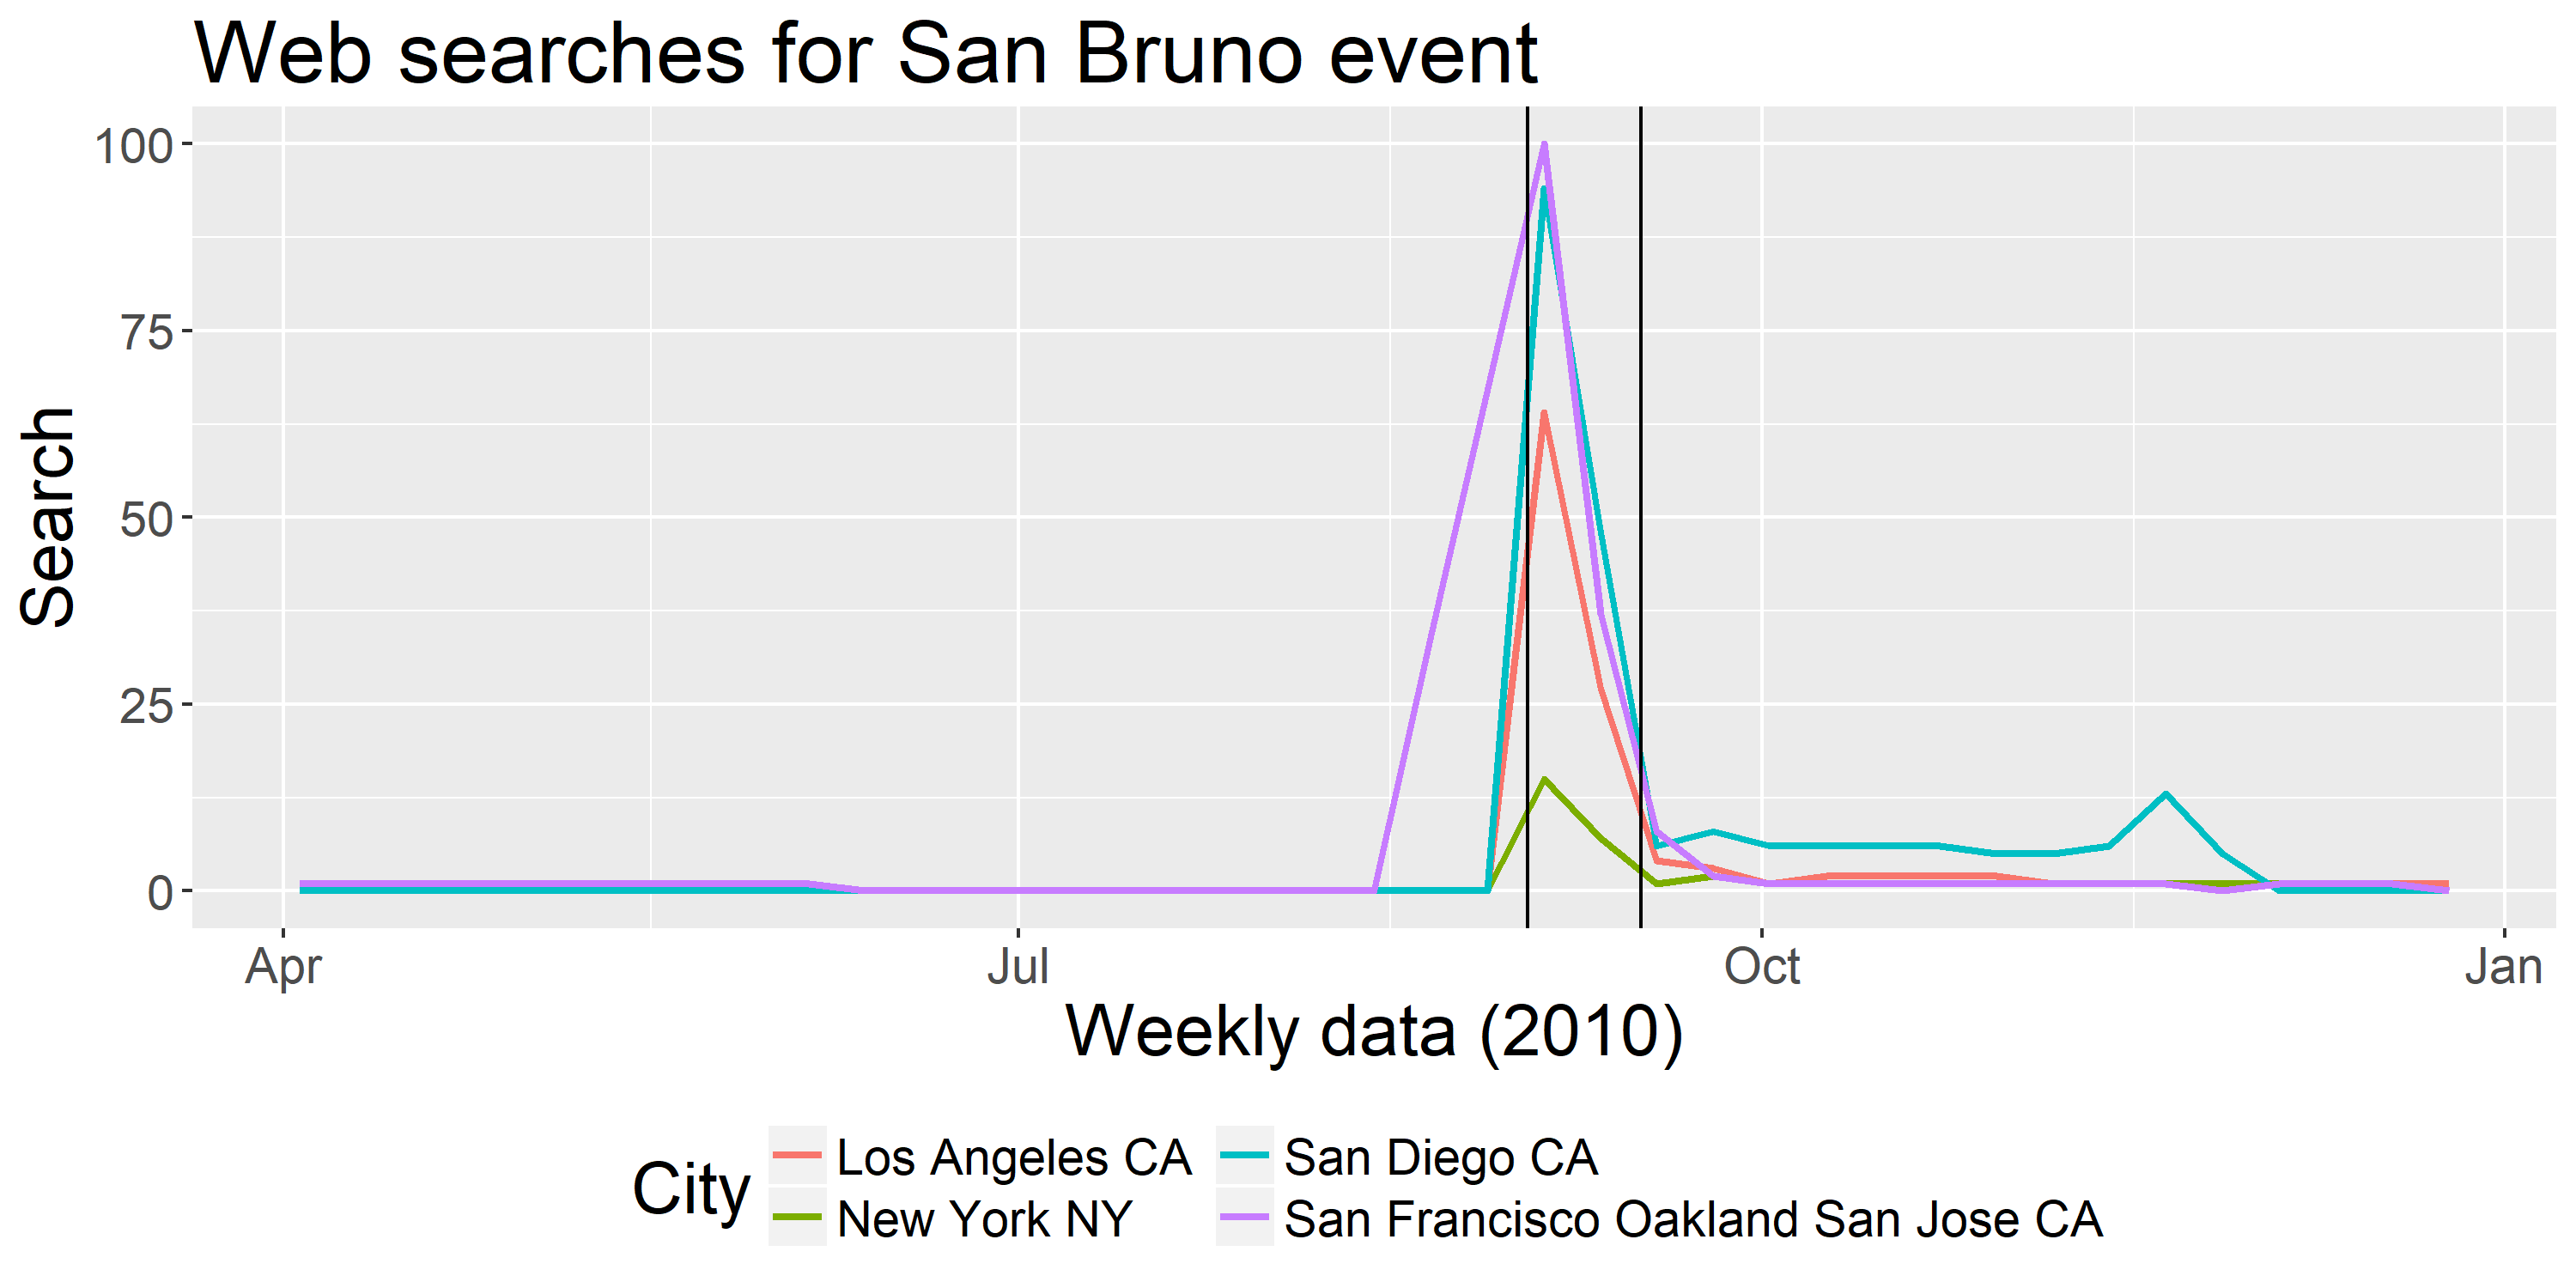 Web searches for San Bruno event
100
75
50
25
0
Search
Apr Jul Oct Jan
Weekly data (2010)
City
Los Angeles CA San Diego CA
New York NY San Francisco Oakland San Jose CA